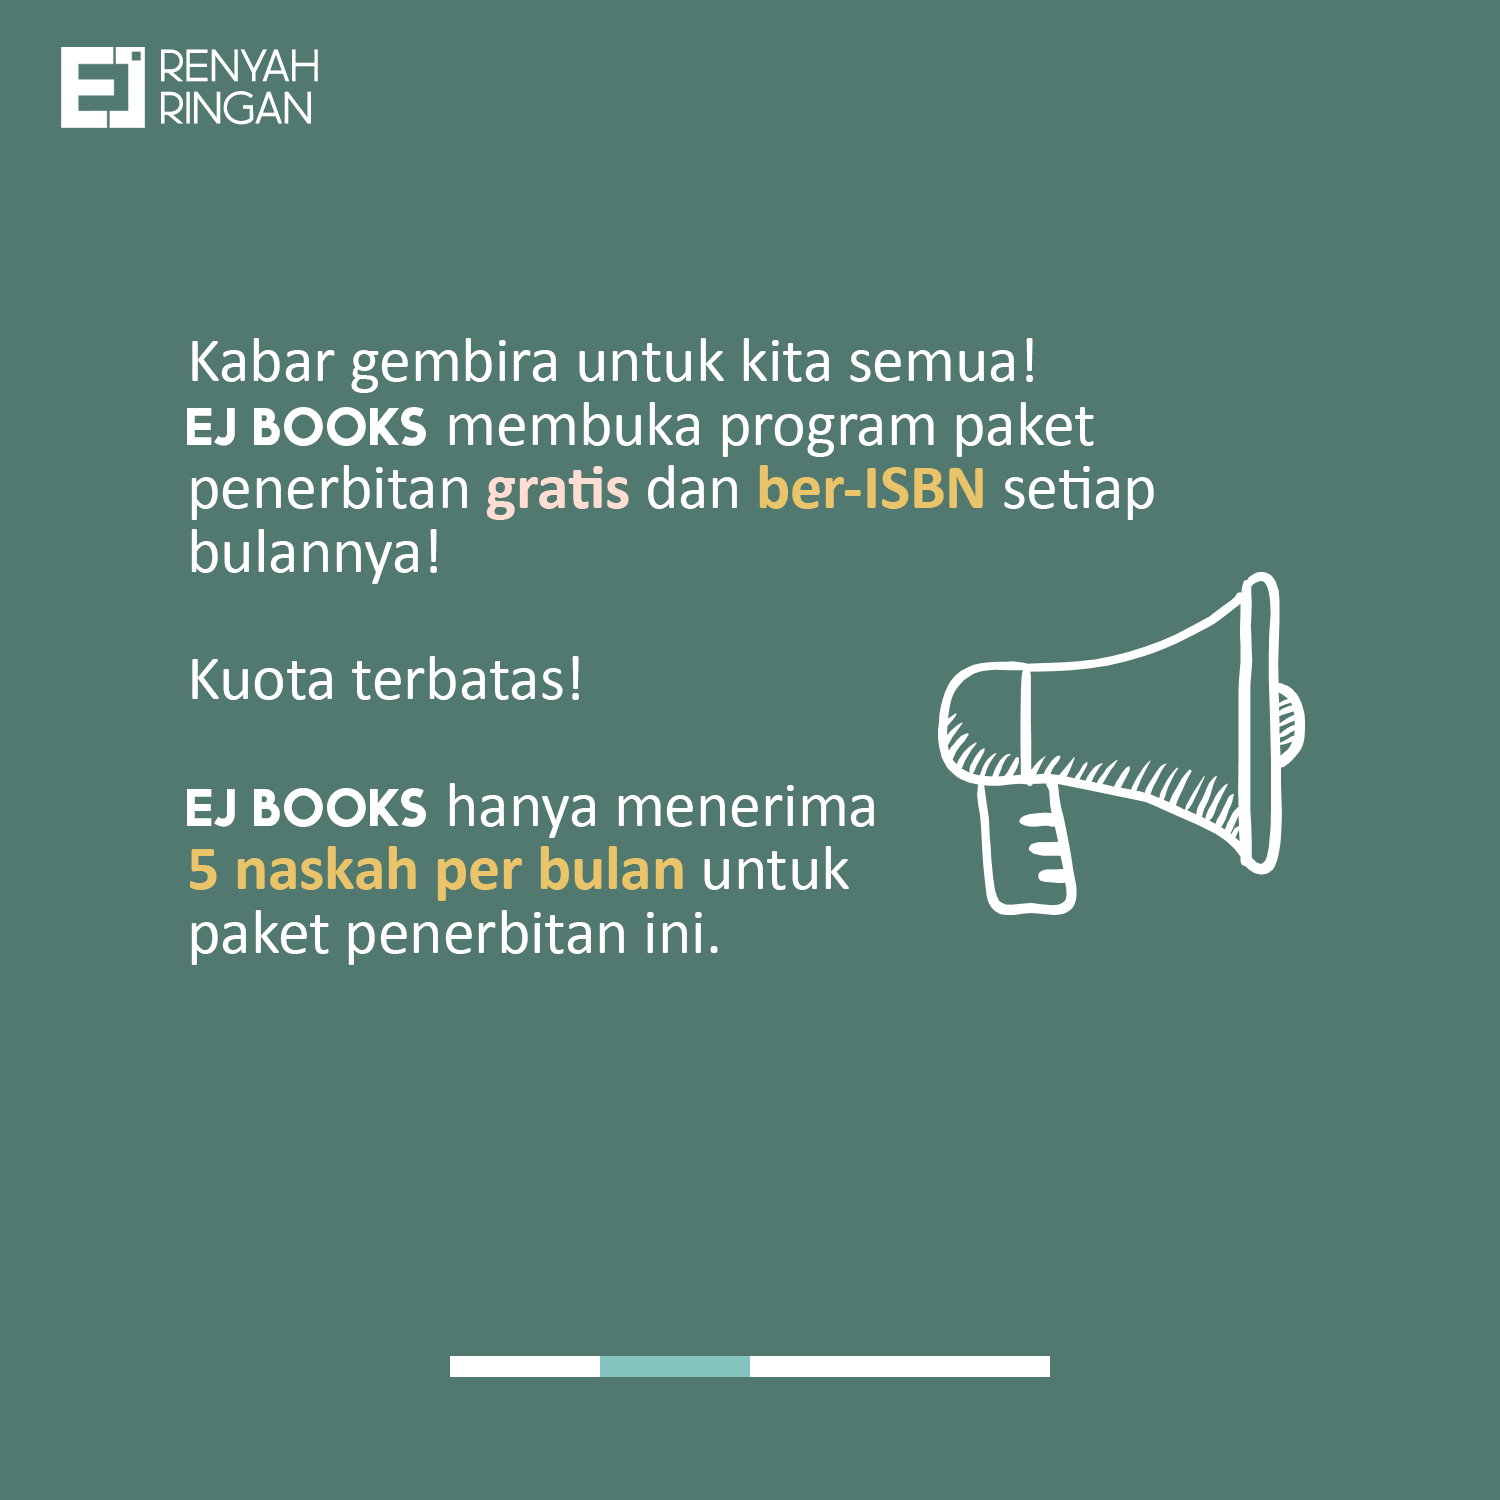 EJ RENYAH
RINGAN
Kabar gembira untuk kita semua!
EJ BOOKS membuka program paket
penerbitan gratis dan ber-ISBN setiap
bulannya!
Kuota terbatas!
EJ BOOKS hanya menerima
5 naskah per bulan untuk
paket penerbitan ini.